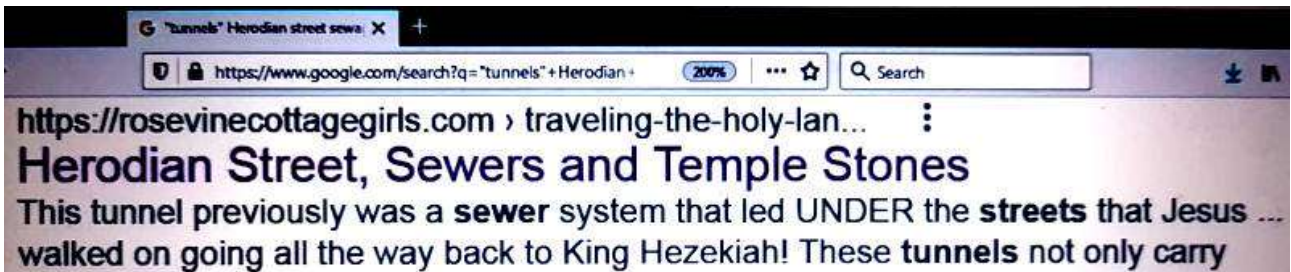 G "tunnels" Herodian street sewa X +
https://www.google.com/search?q="tunnels"+Herodian+ 200% ... Search
https://rosevinecottagegirls.com › traveling-the-holy-lan...
Herodian Street, Sewers and Temple Stones
This tunnel previously was a sewer system that led UNDER the streets that Jesus ...
walked on going all the way back to King Hezekiah! These tunnels not only carry